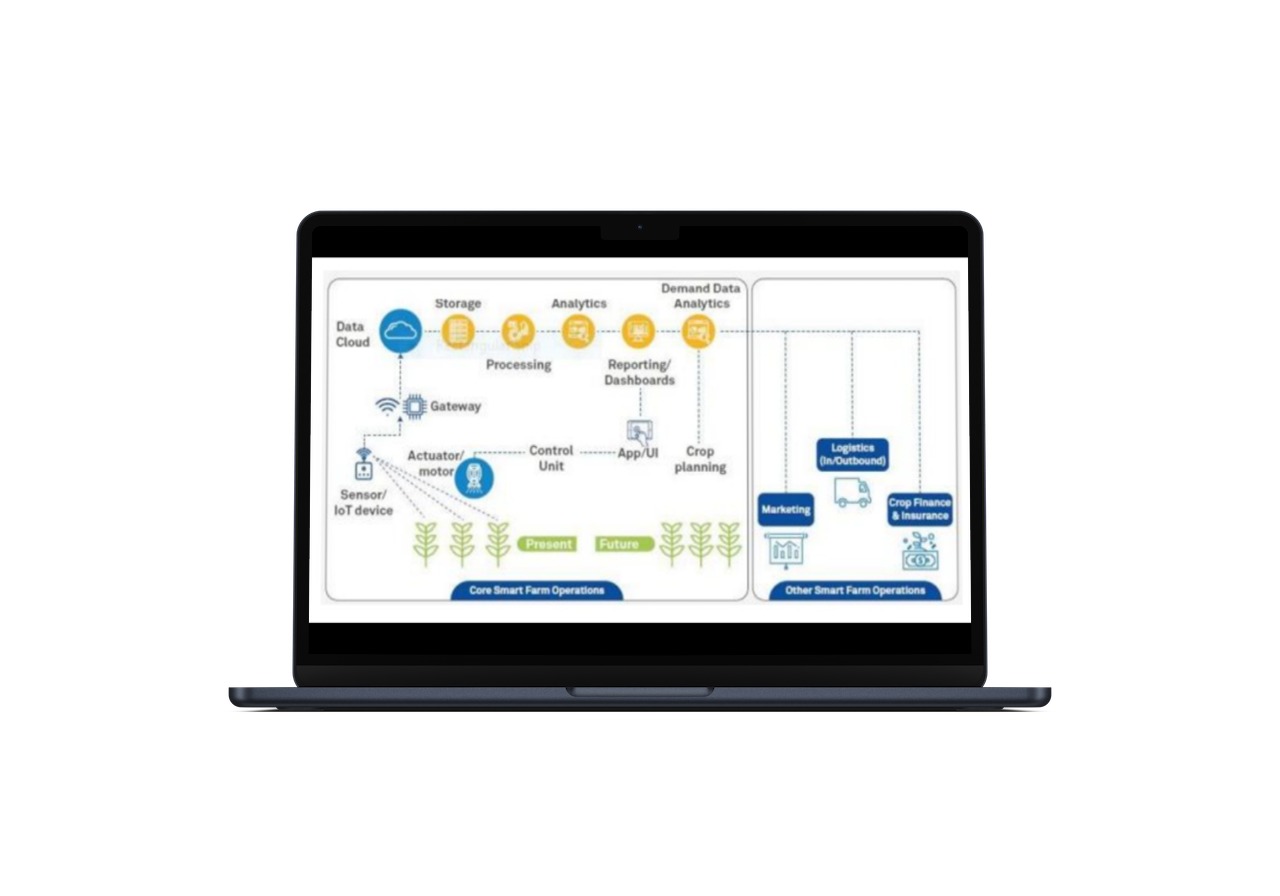 Demand Data
Analytics
Storage
Analytics
Data
Cloud
Processing
Reporting/
Dashboards
Gateway
Actuator/
motor
Control
Unit
App/UI
Crop
planning
Sensor/
IoT device
Present
Future
Core Smart Farm Operations
Logistics
(In/Outbound)
Marketing
Crop Finance
& Insurance
Other Smart Farm Operations